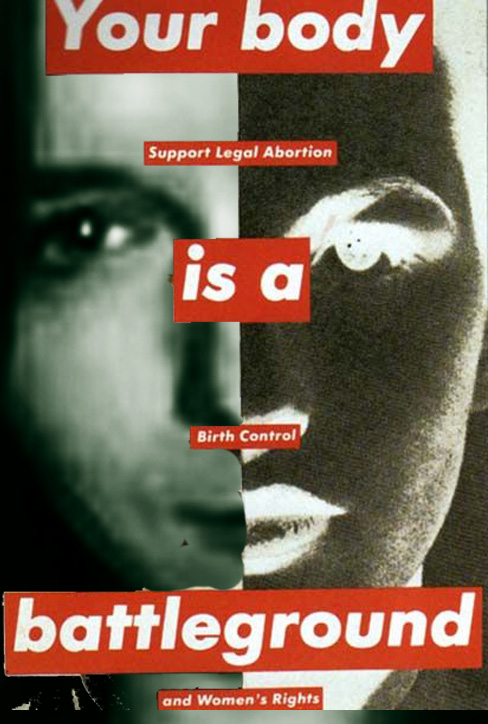 Your body
Support Legal Abortion
is a
Birth Control
battleground
and Women's Rights